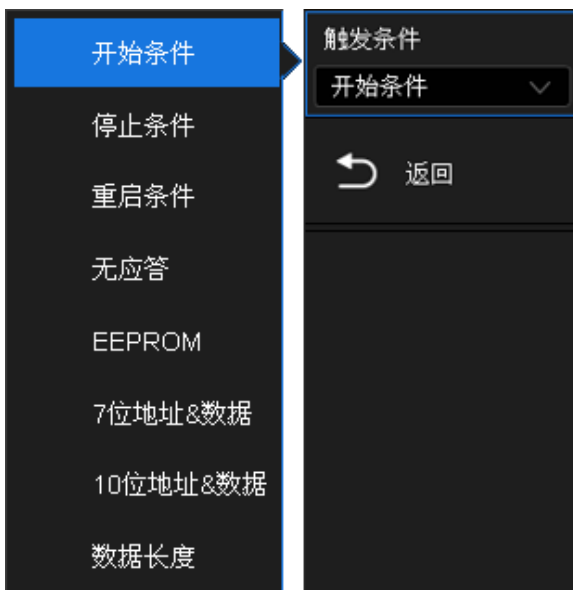 开始条件
停止条件
重启条件
无应答
EEPROM
7位地址&数据
10位地址&数据
数据长度
触发条件
开始条件
返回